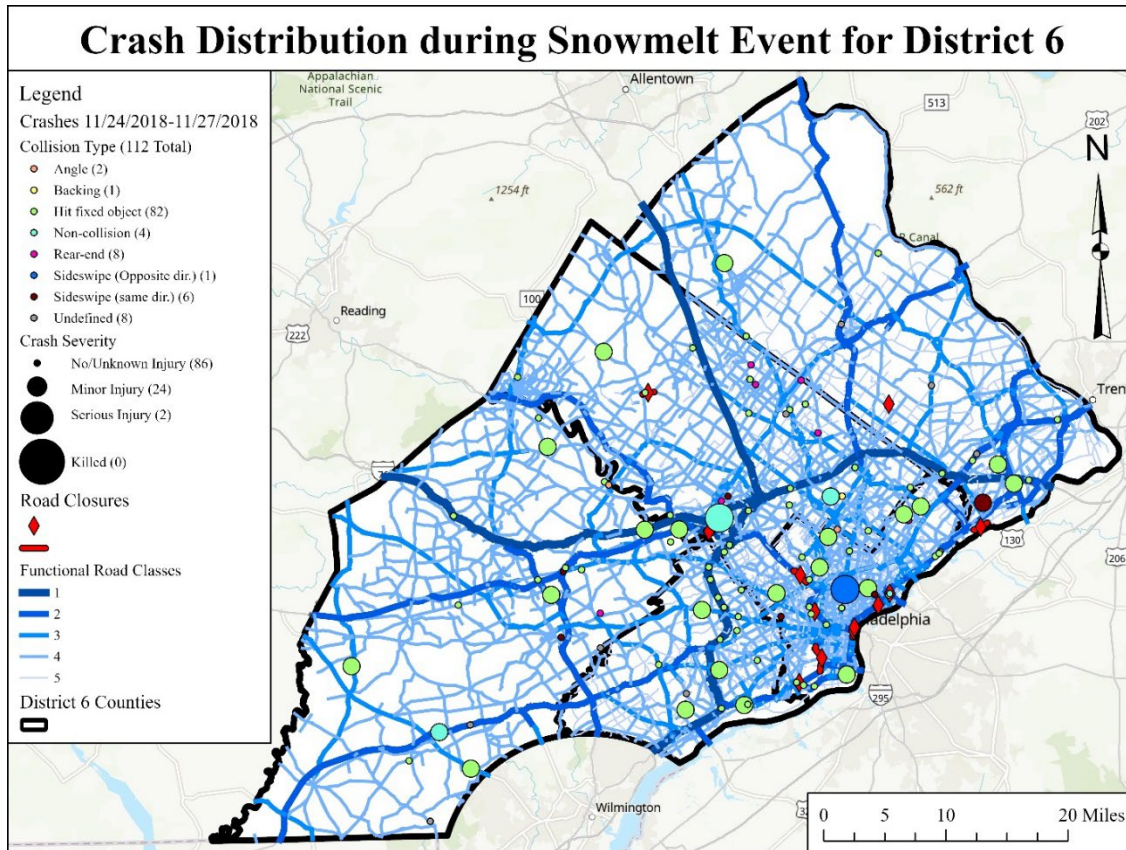 Crash Distribution during Snowmelt Event for District 6
Legend
Crashes 11/24/2018-11/27/2018
Collision Type (112 Total)
Angle (2)
Backing (1)
Hit fixed object (82)
Non-collision (4)
Rear-end (8)
Sideswipe (Opposite dir.) (1)
Sideswipe (same dir.) (6)
Undefined (8)
Crash Severity
No/Unknown Injury (86)
Minor Injury (24)
Serious Injury (2)
Killed (0)
Road Closures
Functional Road Classes
1
2
3
4
5
District 6 Counties
Appalachian
National Scenic
Trail
Allentown
513
202
N
1254 ft
562 ft
Canal
100
Reading
222
Tren
130
206
ladelphia
295
Wilmington
0 5 10 20 Miles